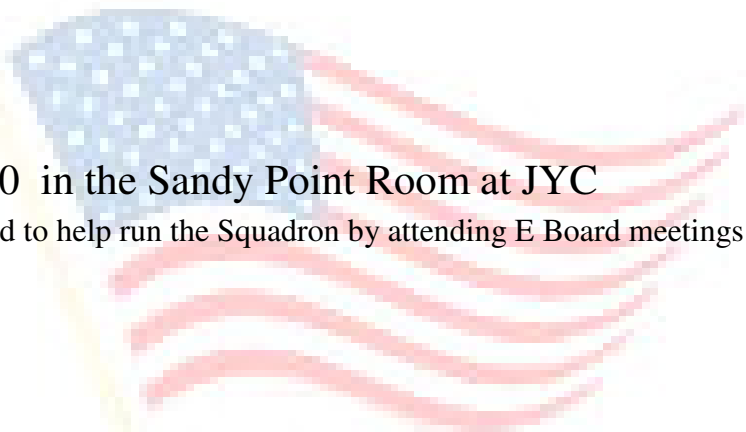 0 in the Sandy Point Room at JYC
d to help run the Squadron by attending E Board meetings